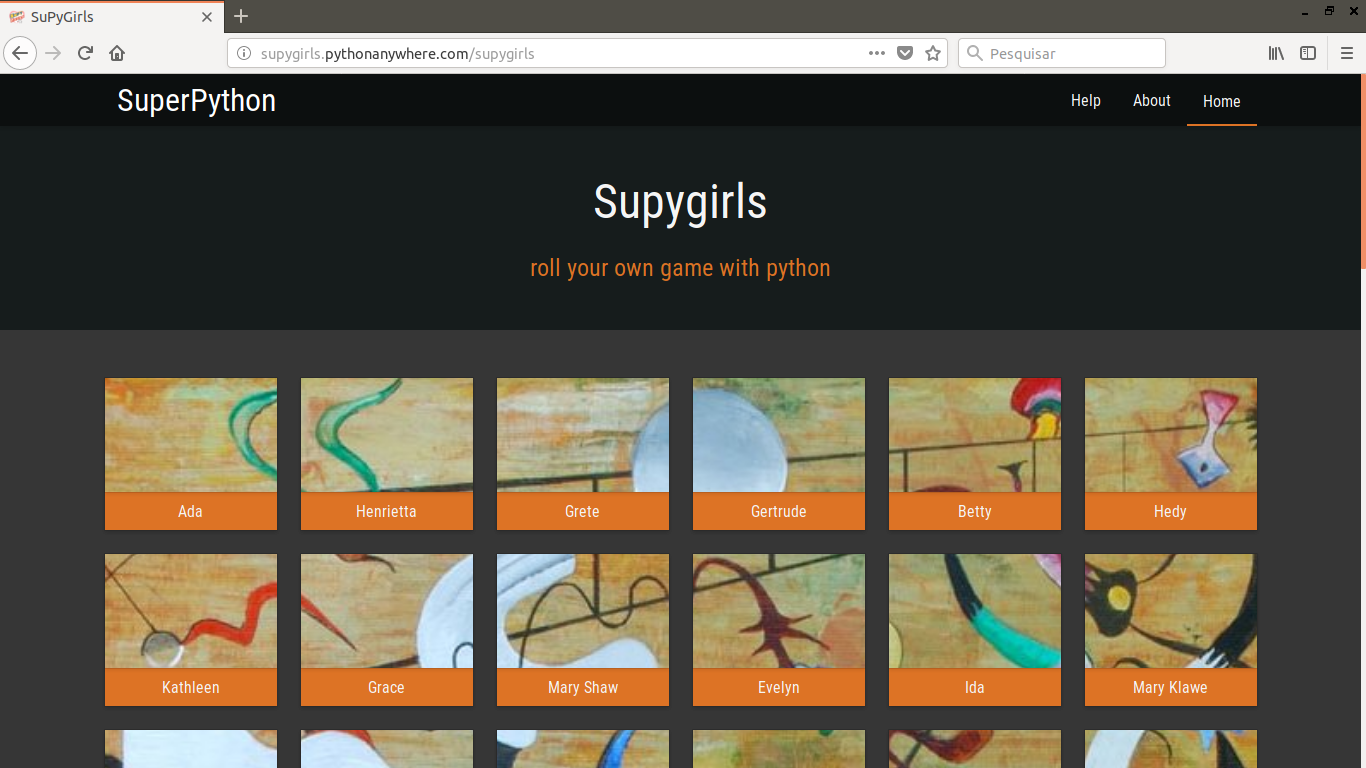 SuPyGirls
supygirls.pythonanywhere.com/supygirls
Pesquisar
SuperPython
Help
About
Home
Supygirls
roll your own game with python
Ada
Henrietta
Grete
Gertrude
Betty
Hedy
Kathleen
Grace
Mary Shaw
Evelyn
Ida
Mary Klawe